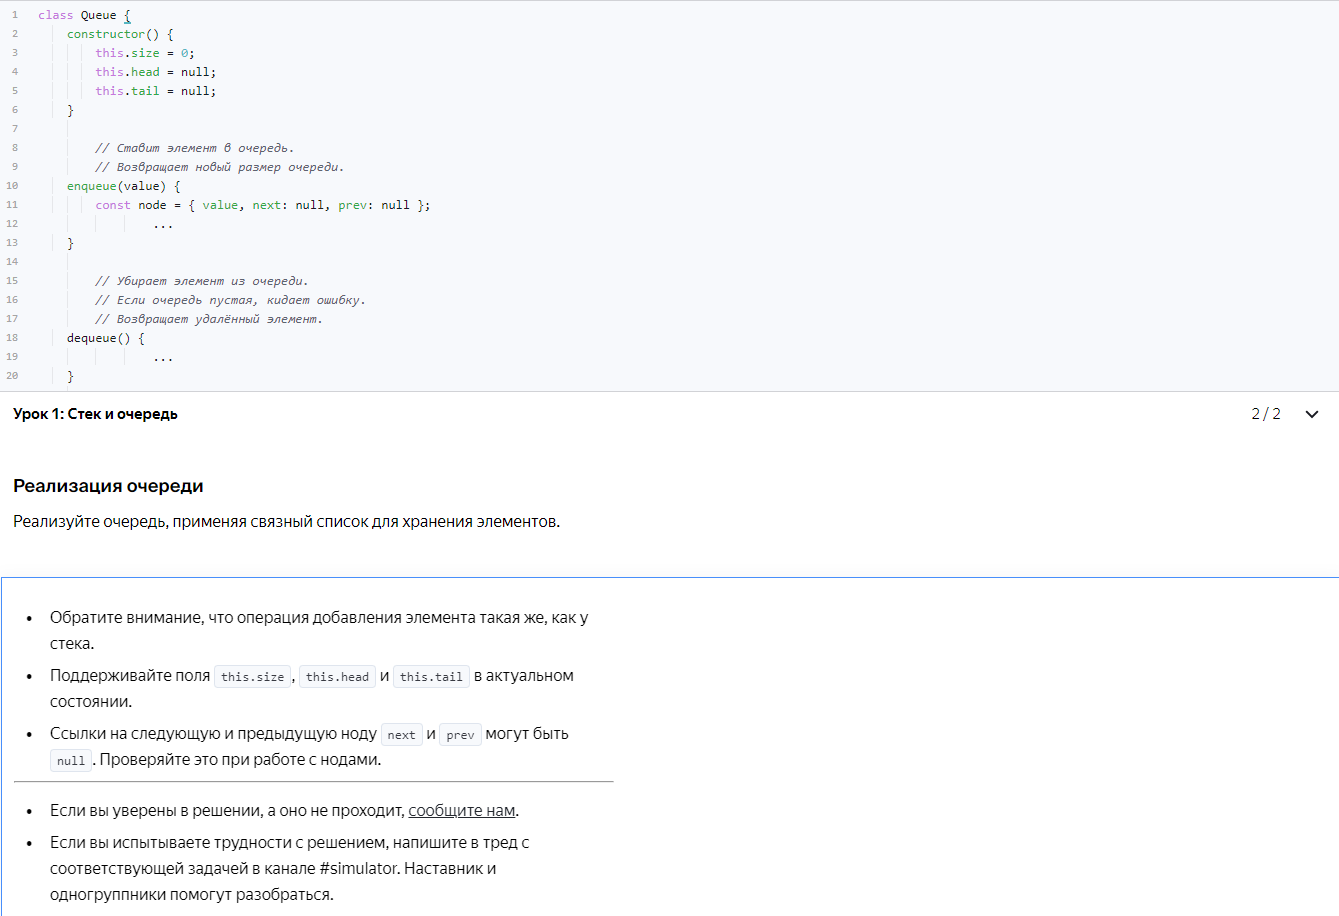 1 class Queue {
2 constructor() {
3 this.size = 0;
4 this.head = null;
5 this.tail = null;
6 }
7
8 // Ставит элемент в очередь.
9 // Возвращает новый размер очереди.
10 enqueue(value) {
11 const node = { value, next: null, prev: null };
12 ...
13 }
14
15 // Убирает элемент из очереди.
16 // Если очередь пустая, кидает ошибку.
17 // Возвращает удалённый элемент.
18 dequeue() {
19 ...
20 }
Урок 1: Стек и очередь 2 / 2
Реализация очереди
Реализуйте очередь, применяя связный список для хранения элементов.
• Обратите внимание, что операция добавления элемента такая же, как у
стека.
• Поддерживайте поля this.size, this.head и this.tail в актуальном
состоянии.
• Ссылки на следующую и предыдущую ноду next и prev могут быть
null. Проверяйте это при работе с нодами.
• Если вы уверены в решении, а оно не проходит, сообщите нам.
• Если вы испытываете трудности с решением, напишите в тред с
соответствующей задачей в канале #simulator. Наставник и
одногруппники помогут разобраться.